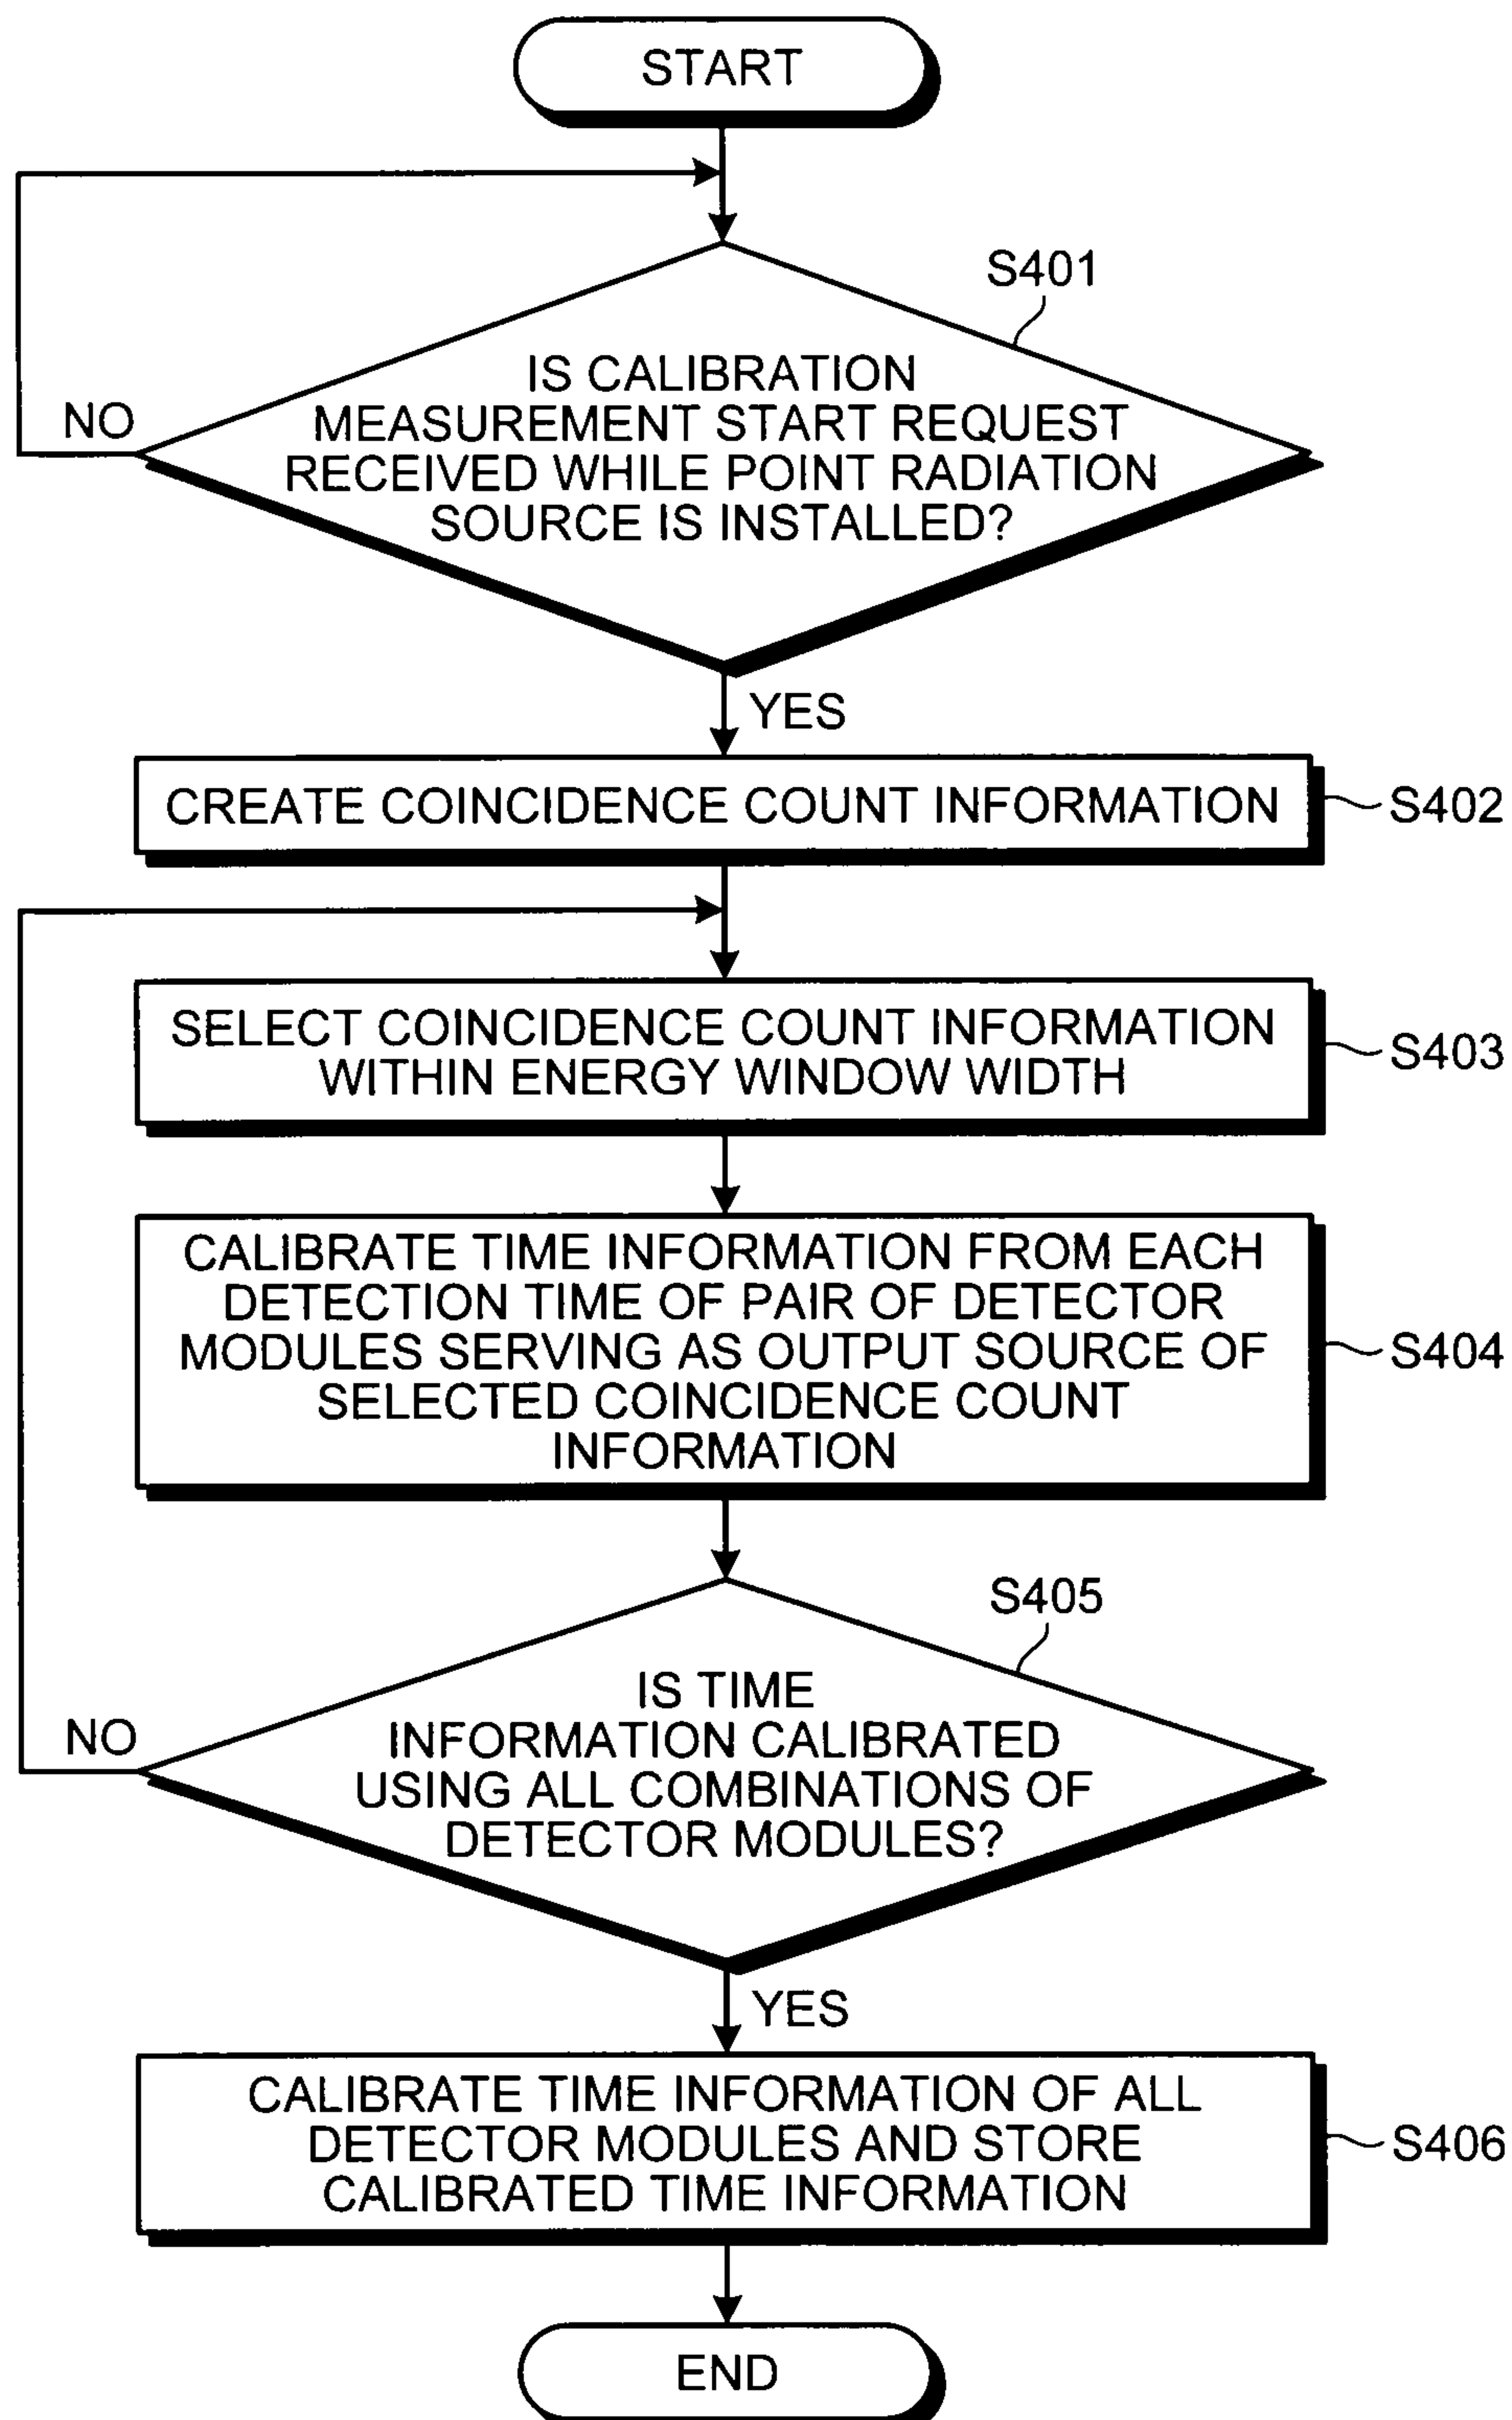 START
S401
IS CALIBRATION
MEASUREMENT START REQUEST
RECEIVED WHILE POINT RADIATION
SOURCE IS INSTALLED?
NO
YES
CREATE COINCIDENCE COUNT INFORMATION
S402
SELECT COINCIDENCE COUNT INFORMATION
WITHIN ENERGY WINDOW WIDTH
S403
CALIBRATE TIME INFORMATION FROM EACH
DETECTION TIME OF PAIR OF DETECTOR
MODULES SERVING AS OUTPUT SOURCE OF
SELECTED COINCIDENCE COUNT
INFORMATION
S404
S405
IS TIME
INFORMATION CALIBRATED
USING ALL COMBINATIONS OF
DETECTOR MODULES?
NO
YES
CALIBRATE TIME INFORMATION OF ALL
DETECTOR MODULES AND STORE
CALIBRATED TIME INFORMATION
S406
END